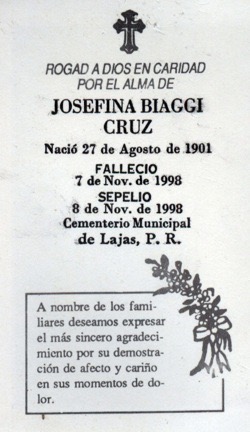 ROGAD A DIOS EN CARIDAD
POR EL ALMA DE
JOSEFINA BIAGGI
CRUZ
Nació 27 de Agosto de 1901
FALLECIO
7 de Nov. de 1998
SEPELIO
8 de Nov. de 1998
Cementerio Municipal
de Lajas, P. R.
A nombre de los fami-
liares deseamos expresar
el más sincero agradeci-
miento por su demostra-
ción de afecto y cariño
en sus momentos de do-
lor.